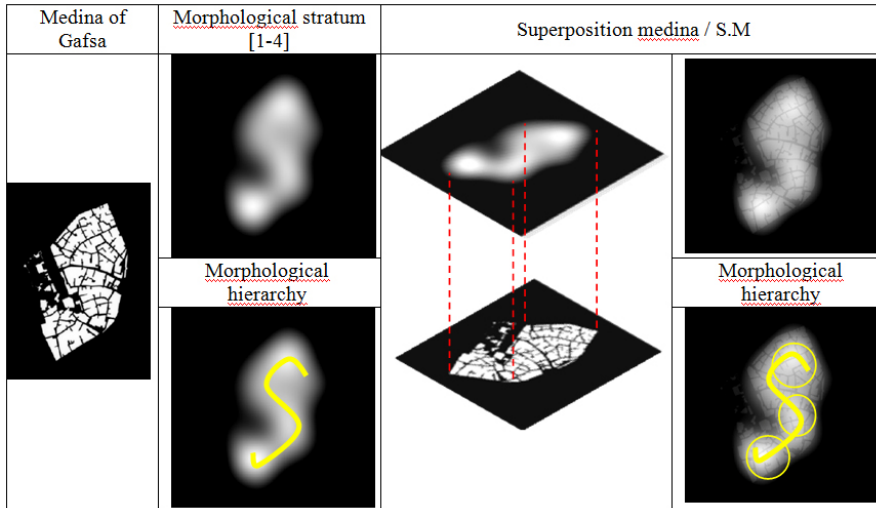 Medina of
Gafsa
Morphological stratum
[1-4]
Superposition medina / S.M
Morphological
hierarchy
Morphological
hierarchy